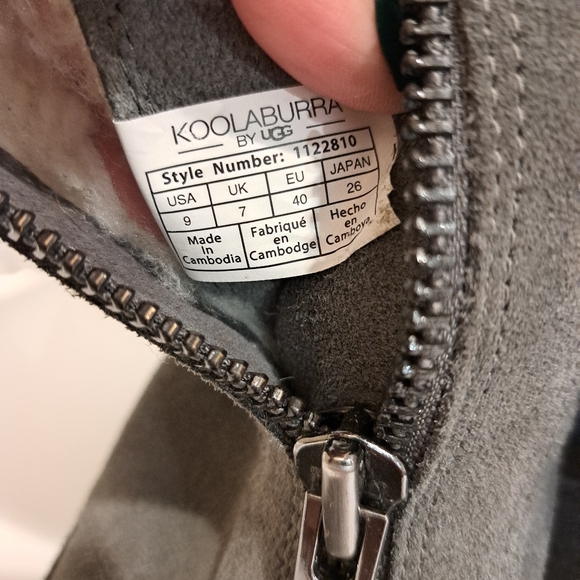 KOOLABURRA
BY UGG
Style Number: 1122810
USA UK EU JAPAN
9 7 40 26
Made in Cambodia
Fabriqué en Cambodge
Hecho en Camboya